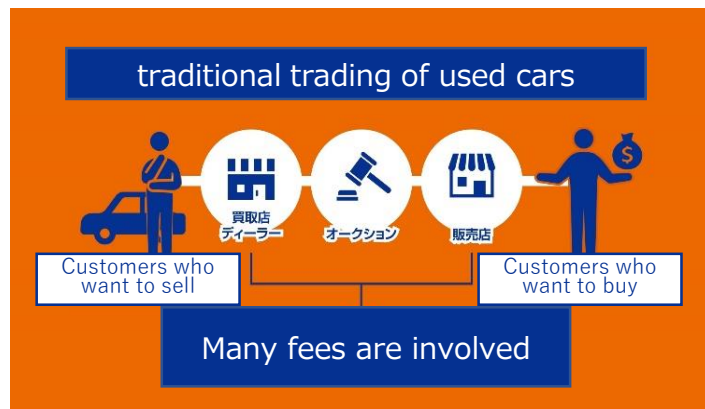 traditional trading of used cars
買取店
ディーラー
オークション
販売店
$
Customers who
want to sell
Customers who
want to buy
Many fees are involved